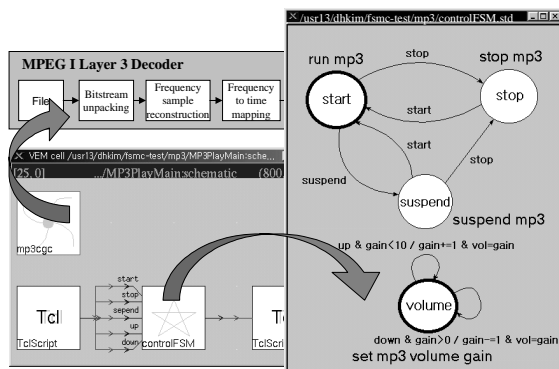 MPEG I Layer 3 Decoder
File
Bitstream
unpacking
Frequency
sample
reconstruction
Frequency
to time
mapping
VEM cell /usr13/dhkim/fsmc-test/mp3/MP3PlayMain:sche...
[25, 0] .../MP3PlayMain:schematic (800
mp3cgc
Tcl
TclScript
start
stop
sepend
up
down
controlFSM
Tcl
TclScri
/usr13/dhkim/fsmc-test/mp3/controlFSM.std
run mp3
stop
stop mp3
start
stop
start
start
stop
suspend
suspend
suspend mp3
up & gain<10 / gain+=1 & vol=gain
volume
down & gain>0 / gain-=1 & vol=gain
set mp3 volume gain